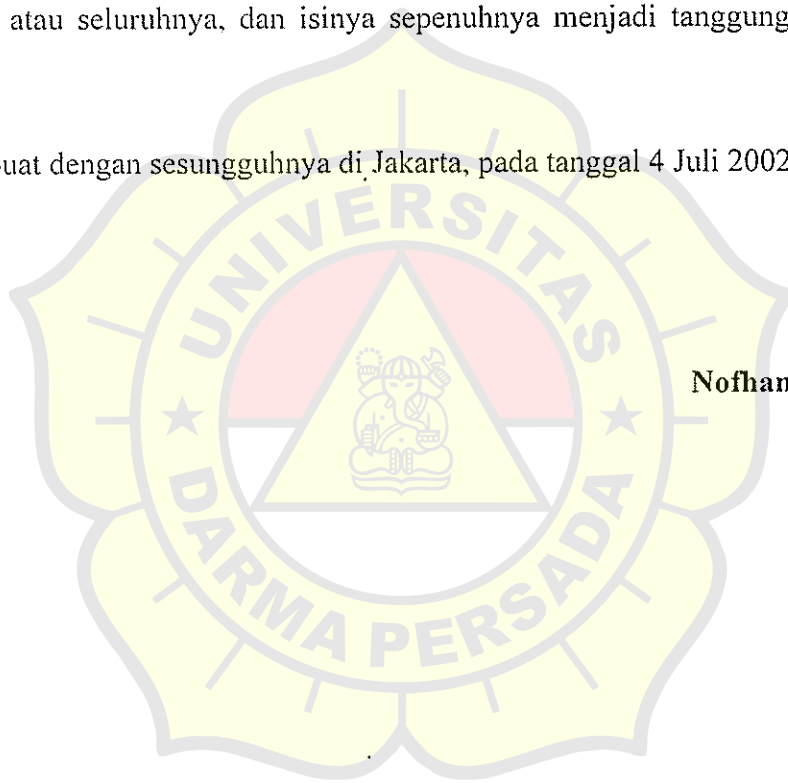 atau seluruhnya, dan isinya sepenuhnya menjadi tanggung
uat dengan sesungguhnya di Jakarta, pada tanggal 4 Juli 2002
UNIVERSITAS
Nofhan
DARMA PERSADA